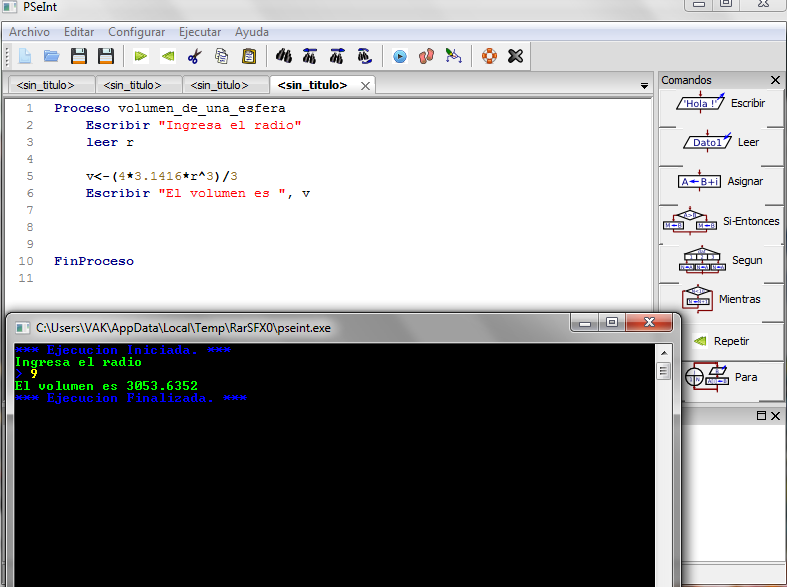 PSeInt
Archivo Editar Configurar Ejecutar Ayuda
<sin_titulo> <sin_titulo> <sin_titulo> <sin_titulo>
1 Proceso volumen_de_una_esfera
2 Escribir "Ingresa el radio"
3 leer r
4
5 v<-(4*3.1416*r^3)/3
6 Escribir "El volumen es ", v
7
8
9
10 FinProceso
11
Comandos
'Hola !' Escribir
Dato1 Leer
A←B+i Asignar
Si-Entonces
Segun
Mientras
Repetir
Para
C:\Users\VAK\AppData\Local\Temp\RarSFX0\pseint.exe
*** Ejecucion Iniciada. ***
Ingresa el radio
> 9
El volumen es 3053.6352
*** Ejecucion Finalizada. ***